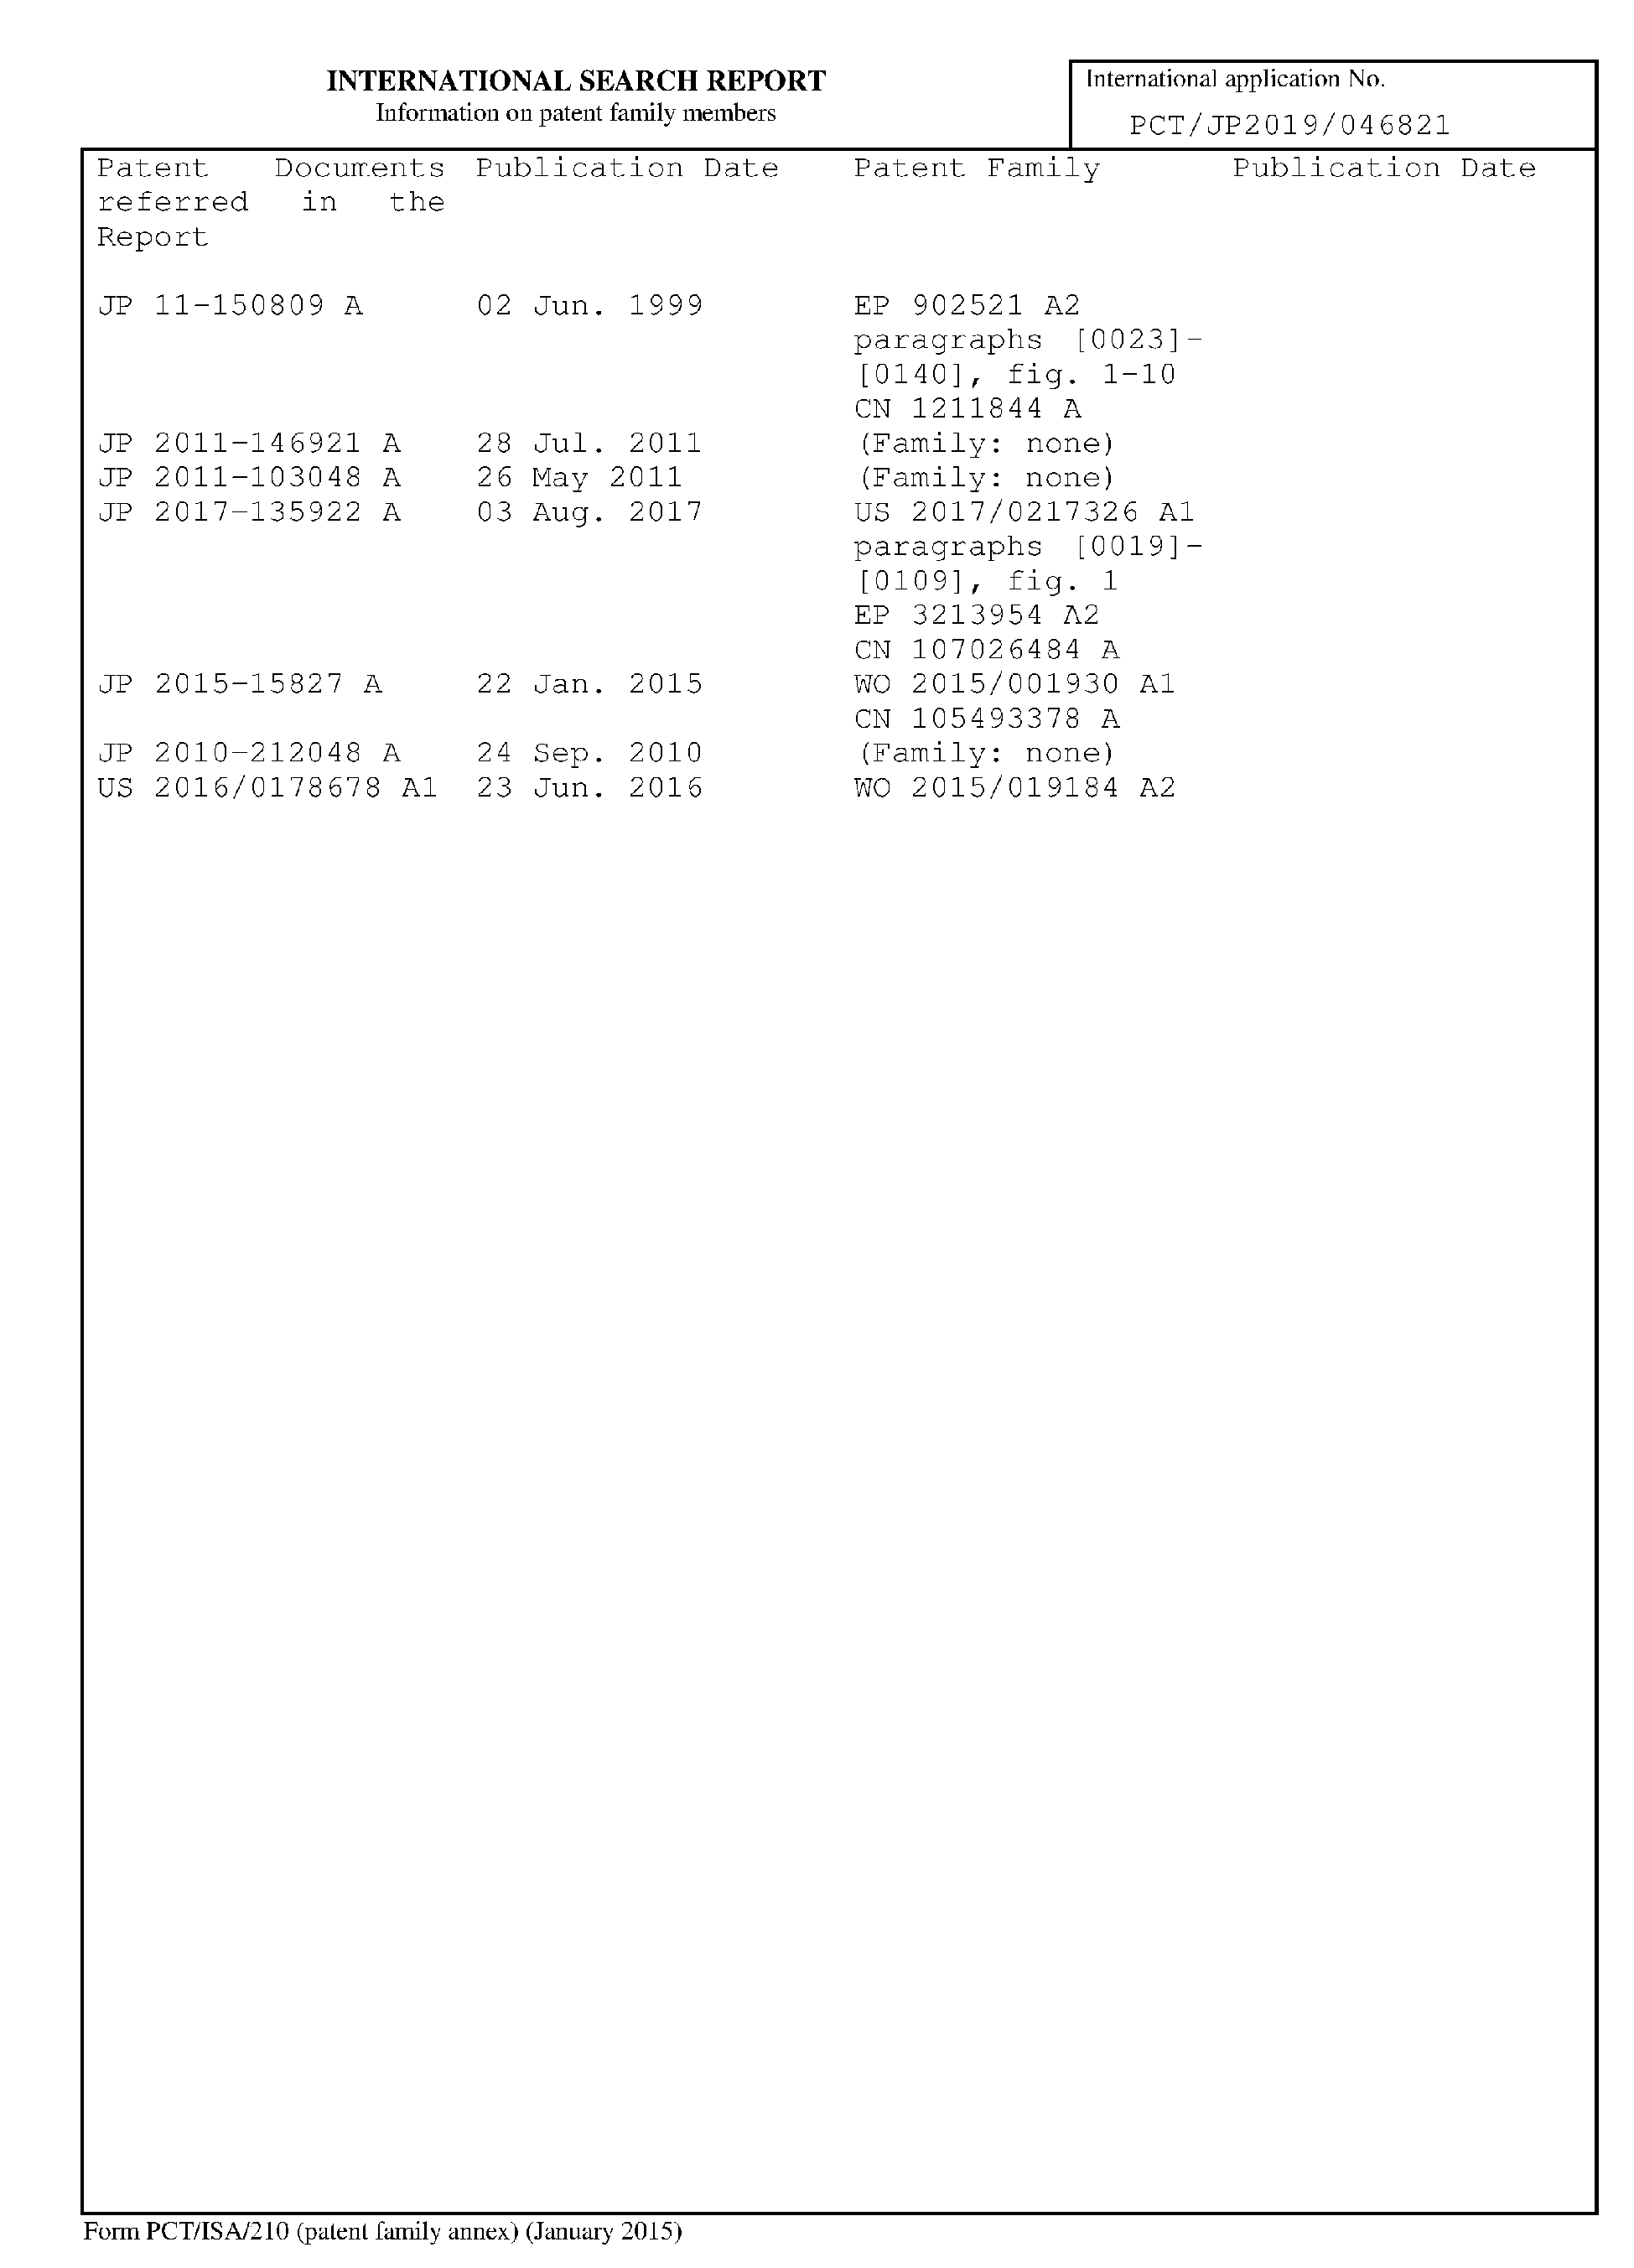 INTERNATIONAL SEARCH REPORT
Information on patent family members
International application No.
PCT/JP2019/046821
Patent Documents Publication Date Patent Family Publication Date
referred in the
Report
JP 11-150809 A 02 Jun. 1999 EP 902521 A2
paragraphs [0023]-
[0140], fig. 1-10
CN 1211844 A
JP 2011-146921 A 28 Jul. 2011 (Family: none)
JP 2011-103048 A 26 May 2011 (Family: none)
JP 2017-135922 A 03 Aug. 2017 US 2017/0217326 A1
paragraphs [0019]-
[0109], fig. 1
EP 3213954 A2
CN 107026484 A
JP 2015-15827 A 22 Jan. 2015 WO 2015/001930 A1
CN 105493378 A
JP 2010-212048 A 24 Sep. 2010 (Family: none)
US 2016/0178678 A1 23 Jun. 2016 WO 2015/019184 A2
Form PCT/ISA/210 (patent family annex) (January 2015)